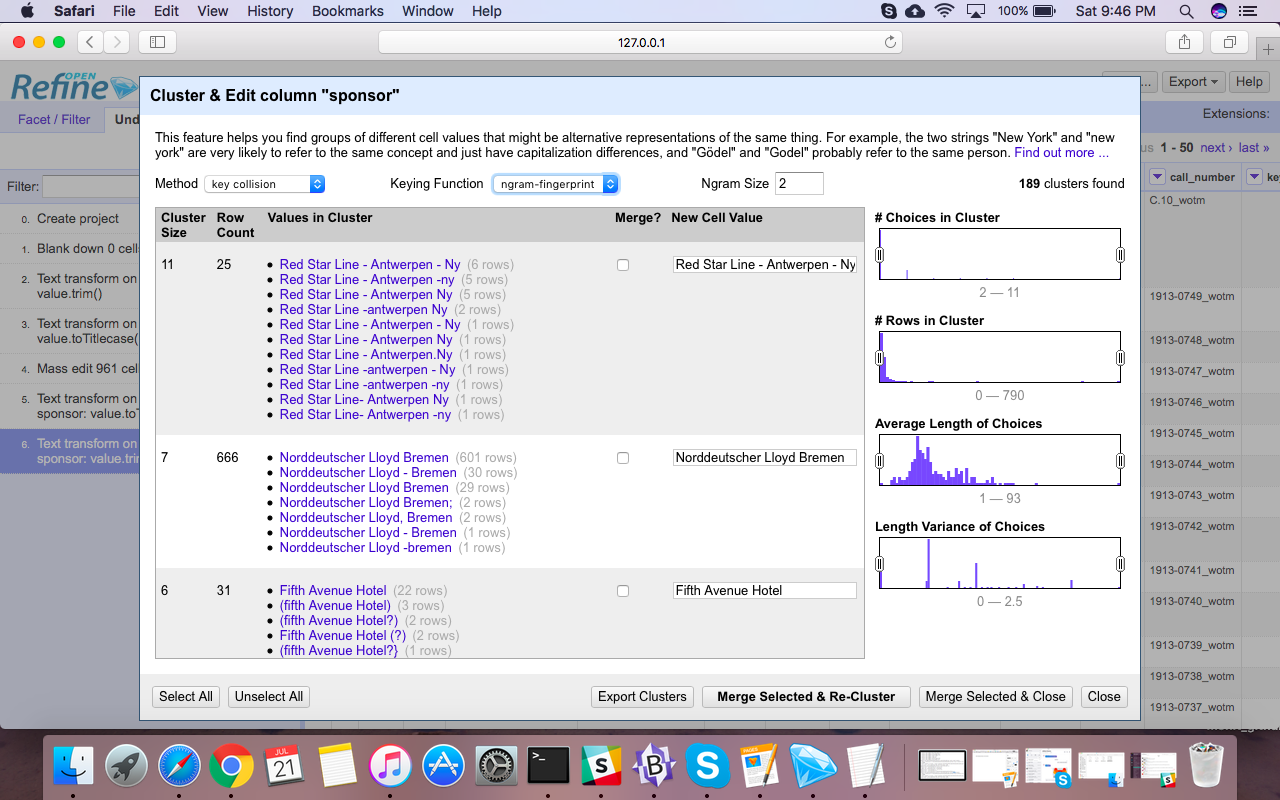 Safari File Edit View History Bookmarks Window Help 100% Sat 9:46 PM
127.0.0.1
OPEN
Refine
Export Help
Facet / Filter Und
Extensions:
1 - 50 next › last »
Filter:
call_number
C.10_wotm
0. Create project
1. Blank down 0 cell
2. Text transform on
value.trim()
3. Text transform on
value.toTitlecase(
4. Mass edit 961 cel
5. Text transform on
sponsor: value.toT
6. Text transform on
sponsor: value.trim
Cluster & Edit column "sponsor"
This feature helps you find groups of different cell values that might be alternative representations of the same thing. For example, the two strings "New York" and "new
york" are very likely to refer to the same concept and just have capitalization differences, and "Gödel" and "Godel" probably refer to the same person. Find out more ...
Method key collision Keying Function ngram-fingerprint Ngram Size 2 189 clusters found
Cluster Size Row Count Values in Cluster Merge? New Cell Value
11 25
Red Star Line - Antwerpen - Ny (6 rows) Red Star Line - Antwerpen - Ny
Red Star Line - Antwerpen -ny (5 rows)
Red Star Line - Antwerpen Ny (5 rows)
Red Star Line -antwerpen Ny (2 rows)
Red Star Line - Antwerpen - Ny (1 rows)
Red Star Line - Antwerpen Ny (1 rows)
Red Star Line - Antwerpen.Ny (1 rows)
Red Star Line -antwerpen - Ny (1 rows)
Red Star Line -antwerpen -ny (1 rows)
Red Star Line- Antwerpen Ny (1 rows)
Red Star Line- Antwerpen -ny (1 rows)
7 666
Norddeutscher Lloyd Bremen (601 rows) Norddeutscher Lloyd Bremen
Norddeutscher Lloyd - Bremen (30 rows)
Norddeutscher Lloyd Bremen (29 rows)
Norddeutscher Lloyd Bremen; (2 rows)
Norddeutscher Lloyd, Bremen (2 rows)
Norddeutscher Lloyd - Bremen (1 rows)
Norddeutscher Lloyd -bremen (1 rows)
6 31
Fifth Avenue Hotel (22 rows) Fifth Avenue Hotel
(fifth Avenue Hotel) (3 rows)
(fifth Avenue Hotel?) (2 rows)
Fifth Avenue Hotel (?) (2 rows)
(fifth Avenue Hotel?} (1 rows)
# Choices in Cluster
2 — 11
# Rows in Cluster
0 — 790
Average Length of Choices
1 — 93
Length Variance of Choices
0 — 2.5
Select All Unselect All Export Clusters Merge Selected & Re-Cluster Merge Selected & Close Close
1913-0749_wotm
1913-0748_wotm
1913-0747_wotm
1913-0746_wotm
1913-0745_wotm
1913-0744_wotm
1913-0743_wotm
1913-0742_wotm
1913-0741_wotm
1913-0740_wotm
1913-0739_wotm
1913-0738_wotm
1913-0737_wotm
JUL
21